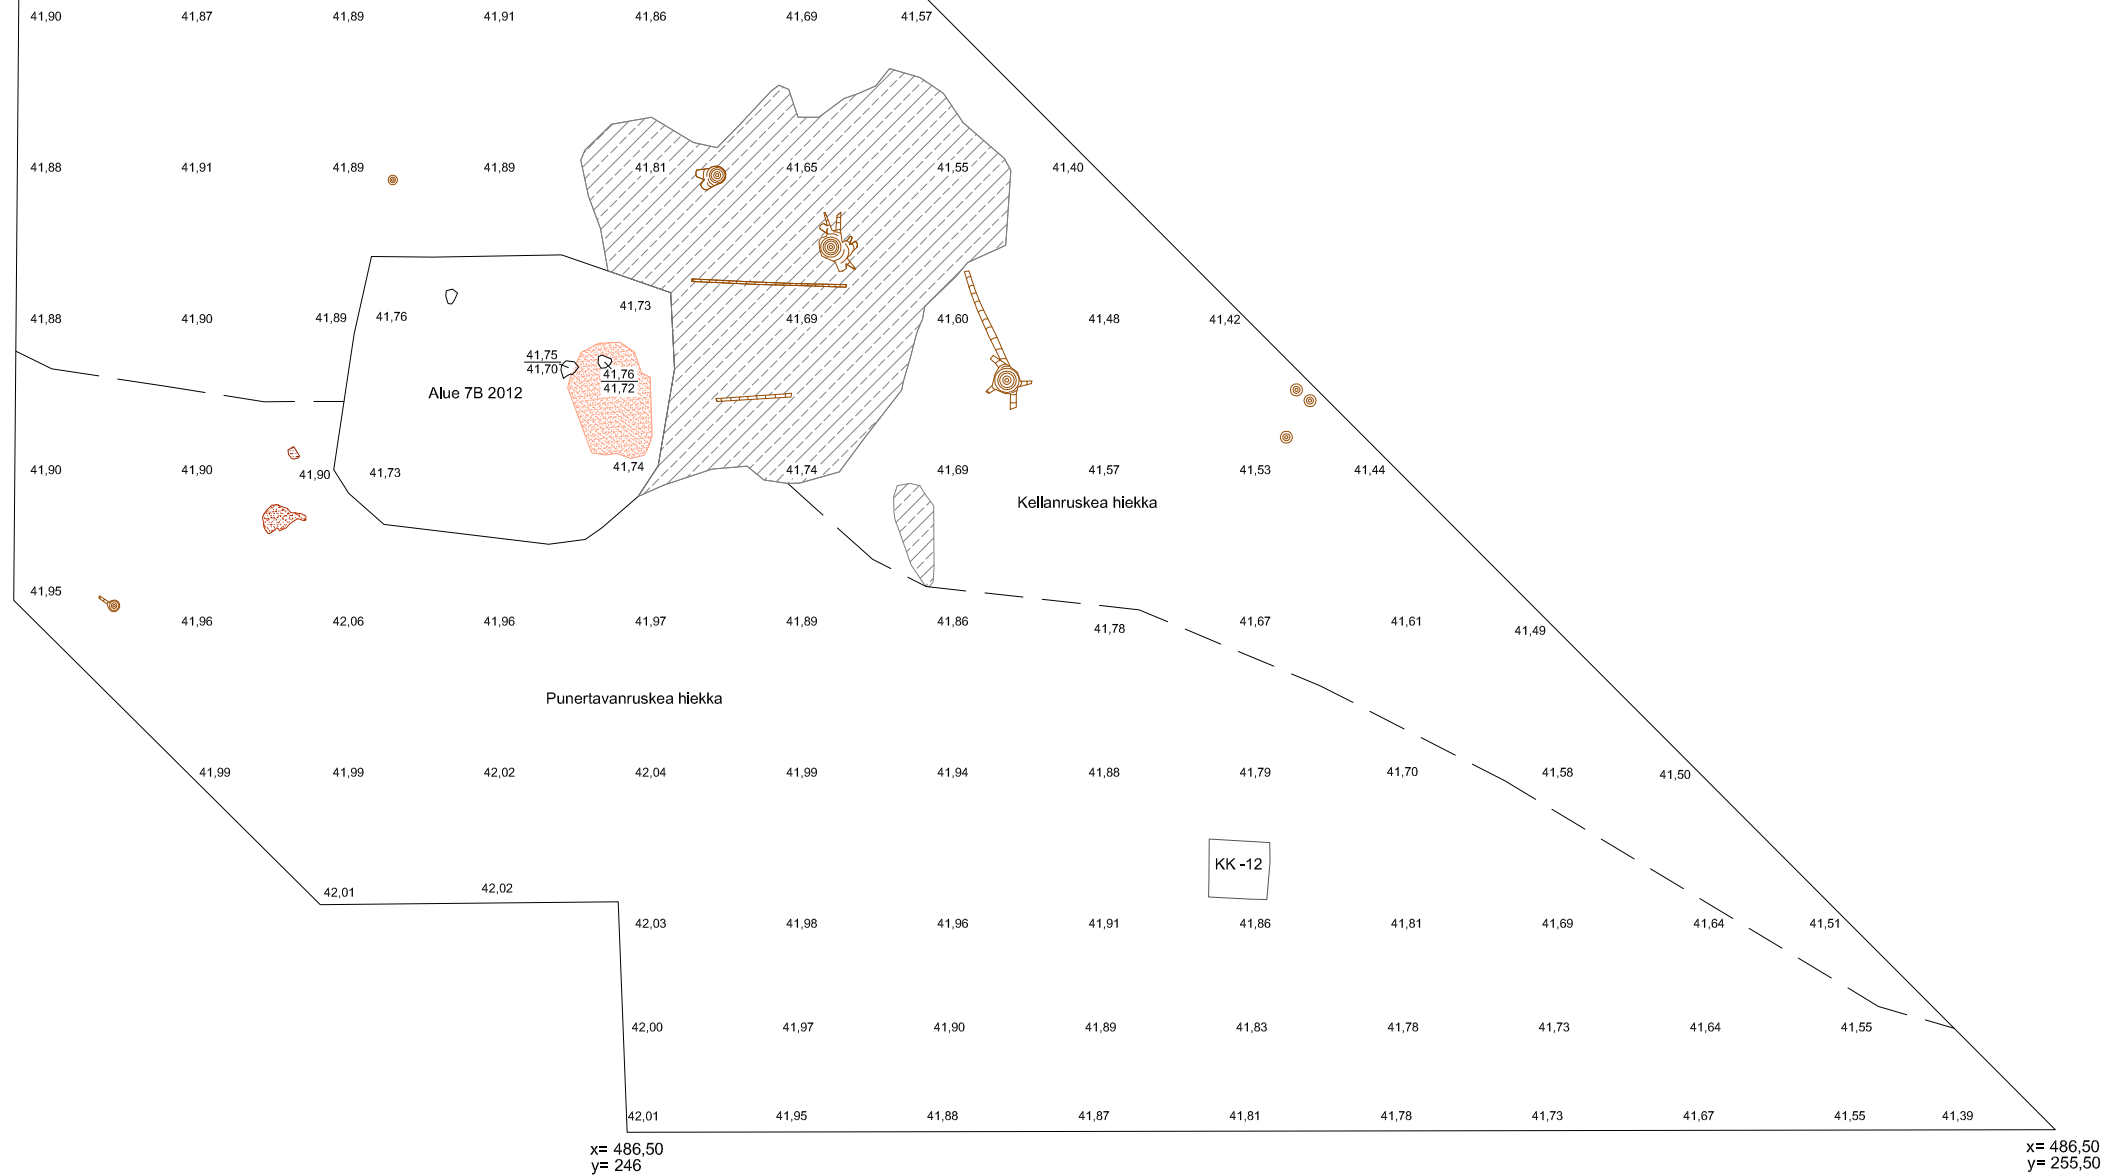 41,90 41,87 41,89 41,91 41,86 41,69 41,57
41,88 41,91 41,89 41,89 41,81 41,65 41,55 41,40
41,73
41,88 41,90 41,89 41,76 41,69 41,60 41,48 41,42
41,75
41,70
41,76
41,72
Alue 7B 2012
41,90 41,90 41,90 41,73 41,74 41,74 41,69 41,57 41,53 41,44
Kellanruskea hiekka
41,95
41,96 42,06 41,96 41,97 41,89 41,86 41,78 41,67 41,61 41,49
Punertavanruskea hiekka
41,99 41,99 42,02 42,04 41,99 41,94 41,88 41,79 41,70 41,58 41,50
KK -12
42,01 42,02
42,03 41,98 41,96 41,91 41,86 41,81 41,69 41,64 41,51
42,00 41,97 41,90 41,89 41,83 41,78 41,73 41,64 41,55
42,01 41,95 41,88 41,87 41,81 41,78 41,73 41,67 41,55 41,39
x= 486,50
y= 246
x= 486,50
y= 255,50